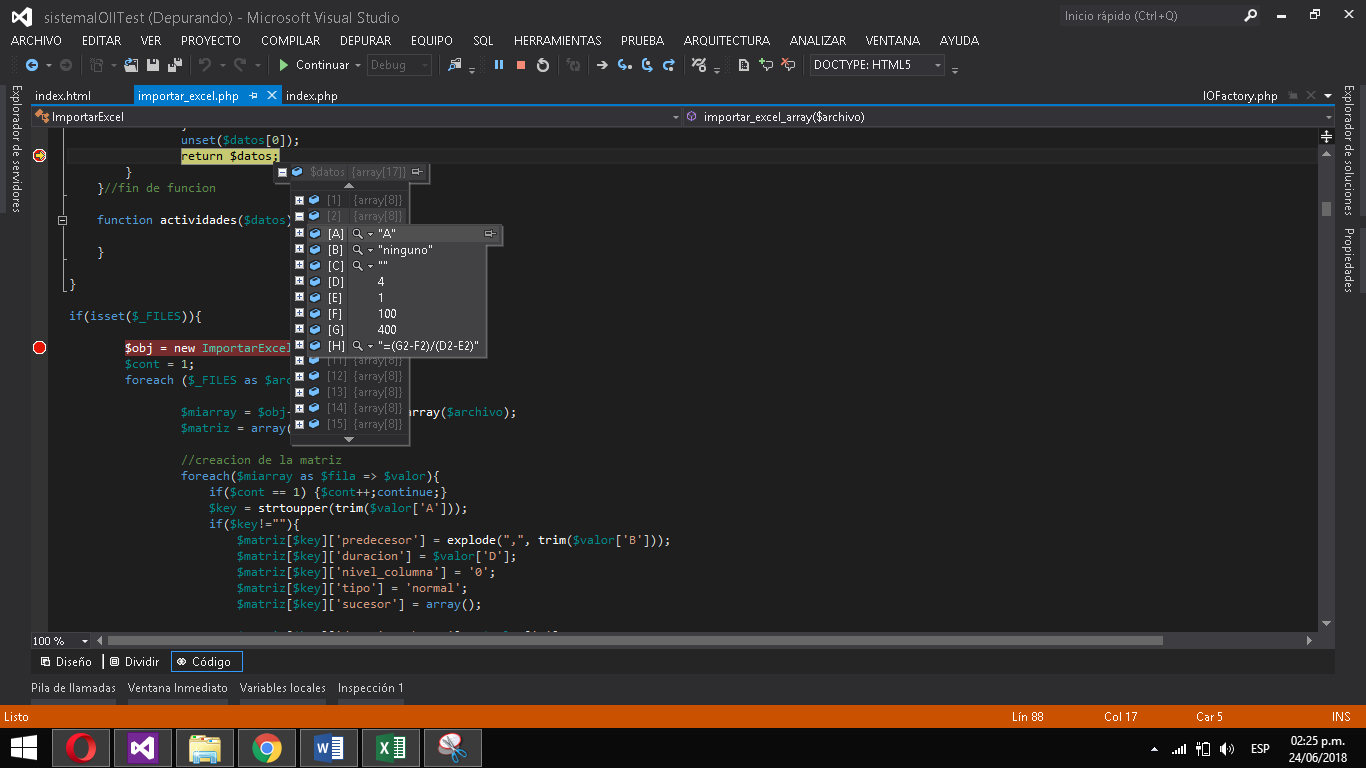 sistemaIOIITest (Depurando) - Microsoft Visual Studio
Inicio rápido (Ctrl+Q)
ARCHIVO EDITAR VER PROYECTO COMPILAR DEPURAR EQUIPO SQL HERRAMIENTAS PRUEBA ARQUITECTURA ANALIZAR VENTANA AYUDA
Continuar Debug DOCTYPE: HTML5
index.html importar_excel.php index.php IOFactory.php
ImportarExcel importar_excel_array($archivo)
Explorador de servidores
Explorador de soluciones
Propiedades
unset($datos[0]);
return $datos;
}
$datos {array[17]}
}//fin de funcion
[1] {array[8]}
[2] {array[8]}
function actividades($datos)
[A] "A"
[B] "ninguno"
}
[C] ""
[D] 4
}
[E] 1
if(isset($_FILES)){
[F] 100
[G] 400
$obj = new ImportarExcel
[H] "=(G2-F2)/(D2-E2)"
$cont = 1;
[11] {array[8]}
foreach ($_FILES as $ar
[12] {array[8]}
[13] {array[8]}
$miarray = $obj- array($archivo);
[14] {array[8]}
$matriz = array(
[15] {array[8]}
//creacion de la matriz
foreach($miarray as $fila => $valor){
if($cont == 1) {$cont++;continue;}
$key = strtoupper(trim($valor['A']));
if($key!=""){
$matriz[$key]['predecesor'] = explode(",", trim($valor['B']));
$matriz[$key]['duracion'] = $valor['D'];
$matriz[$key]['nivel_columna'] = '0';
$matriz[$key]['tipo'] = 'normal';
$matriz[$key]['sucesor'] = array();
100 %
Diseño Dividir Código
Pila de llamadas Ventana Inmediato Variables locales Inspección 1
Listo Lín 88 Col 17 Car 5 INS
ESP
02:25 p.m.
24/06/2018